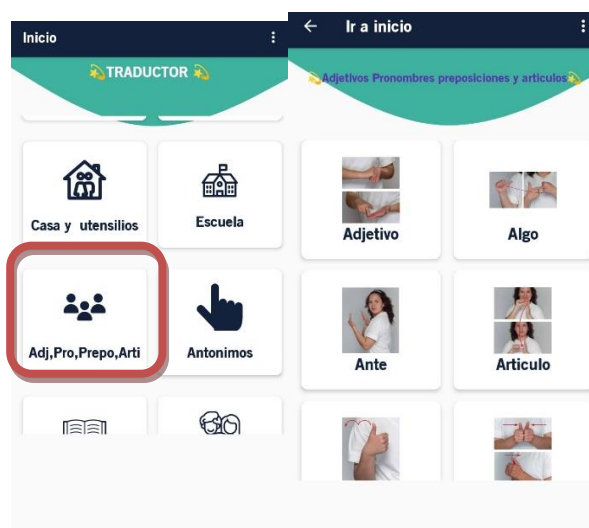 Inicio
TRADUCTOR
Casa y utensilios
Escuela
Adj,Pro,Prepo,Arti
Antonimos
Ir a inicio
Adjetivos Pronombres preposiciones y articulos
Adjetivo
Algo
Ante
Articulo